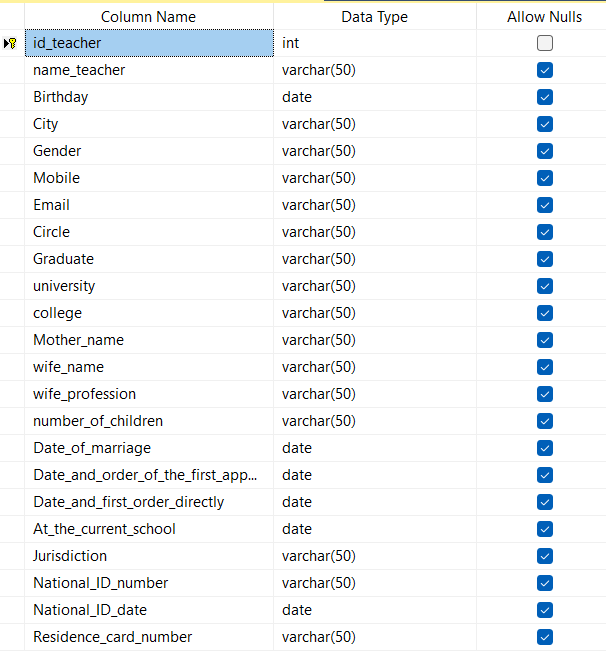 Column Name Data Type Allow Nulls
id_teacher int
name_teacher varchar(50)
Birthday date
City varchar(50)
Gender varchar(50)
Mobile varchar(50)
Email varchar(50)
Circle varchar(50)
Graduate varchar(50)
university varchar(50)
college varchar(50)
Mother_name varchar(50)
wife_name varchar(50)
wife_profession varchar(50)
number_of_children varchar(50)
Date_of_marriage date
Date_and_order_of_the_first_app... date
Date_and_first_order_directly date
At_the_current_school date
Jurisdiction varchar(50)
National_ID_number varchar(50)
National_ID_date date
Residence_card_number varchar(50)